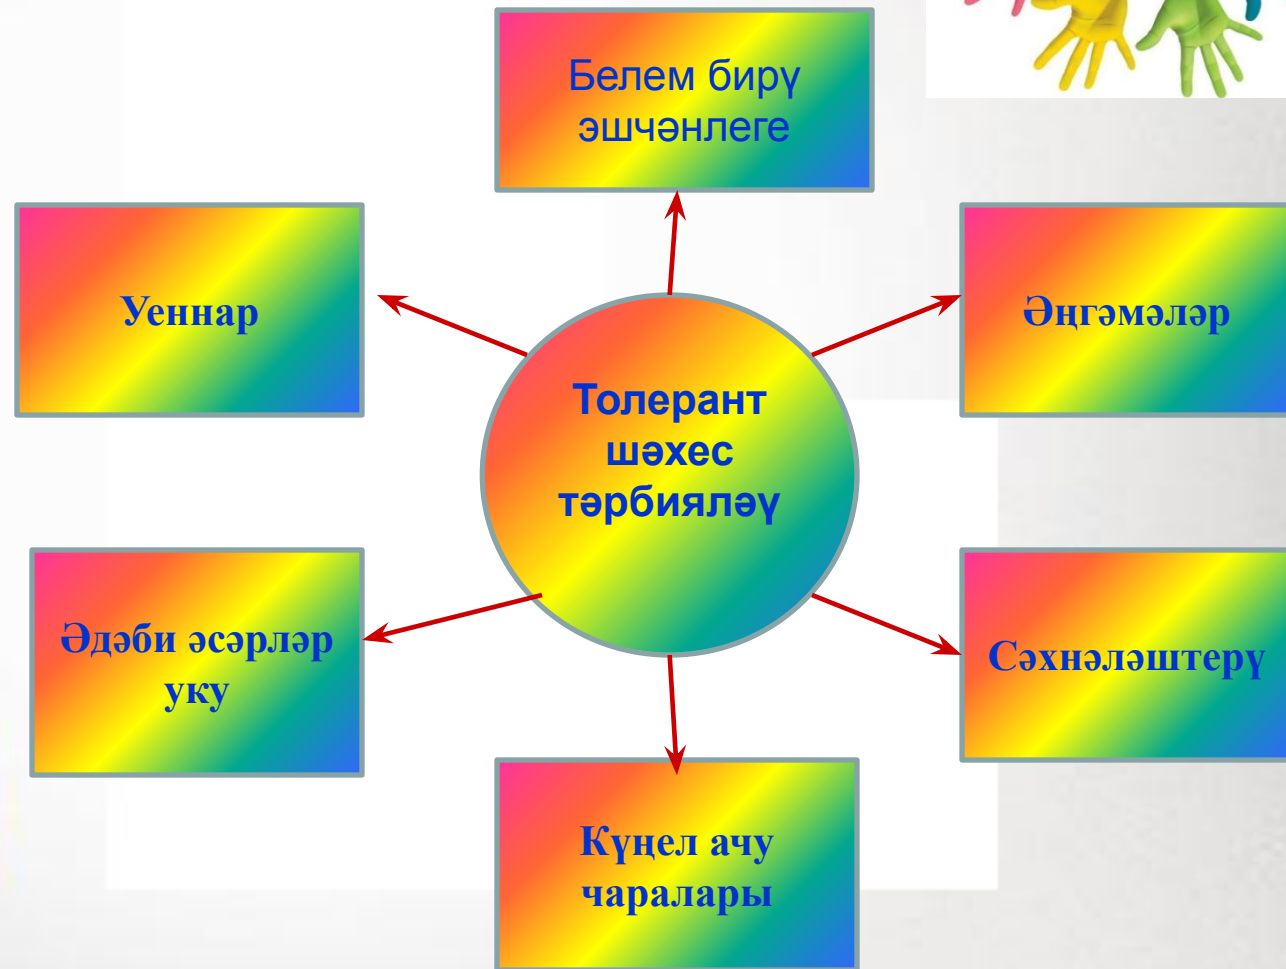 Белем бирү
эшчәнлеге
Уеннар
Әңгәмәләр
Толерант
шәхес
тәрбияләү
Әдәби әсәрләр
уку
Сәхнәләштерү
Күңел ачу
чаралары